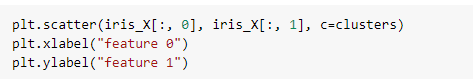 plt.scatter(iris_X[:, 0], iris_X[:, 1], c=clusters)
plt.xlabel("feature 0")
plt.ylabel("feature 1")